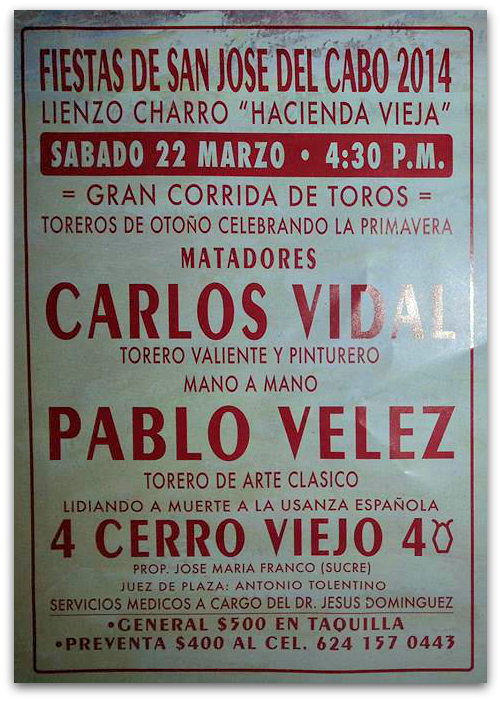 FIESTAS DE SAN JOSE DEL CABO 2014
LIENZO CHARRO "HACIENDA VIEJA"
SABADO 22 MARZO • 4:30 P.M.
= GRAN CORRIDA DE TOROS =
TOREROS DE OTOÑO CELEBRANDO LA PRIMAVERA
MATADORES
CARLOS VIDAL
TORERO VALIENTE Y PINTURERO
MANO A MANO
PABLO VELEZ
TORERO DE ARTE CLASICO
LIDIANDO A MUERTE A LA USANZA ESPAÑOLA
4 CERRO VIEJO 4
PROP. JOSE MARIA FRANCO (SUCRE)
JUEZ DE PLAZA: ANTONIO TOLENTINO
SERVICIOS MEDICOS A CARGO DEL DR. JESUS DOMINGUEZ
•GENERAL $500 EN TAQUILLA
•PREVENTA $400 AL CEL. 624 157 0443